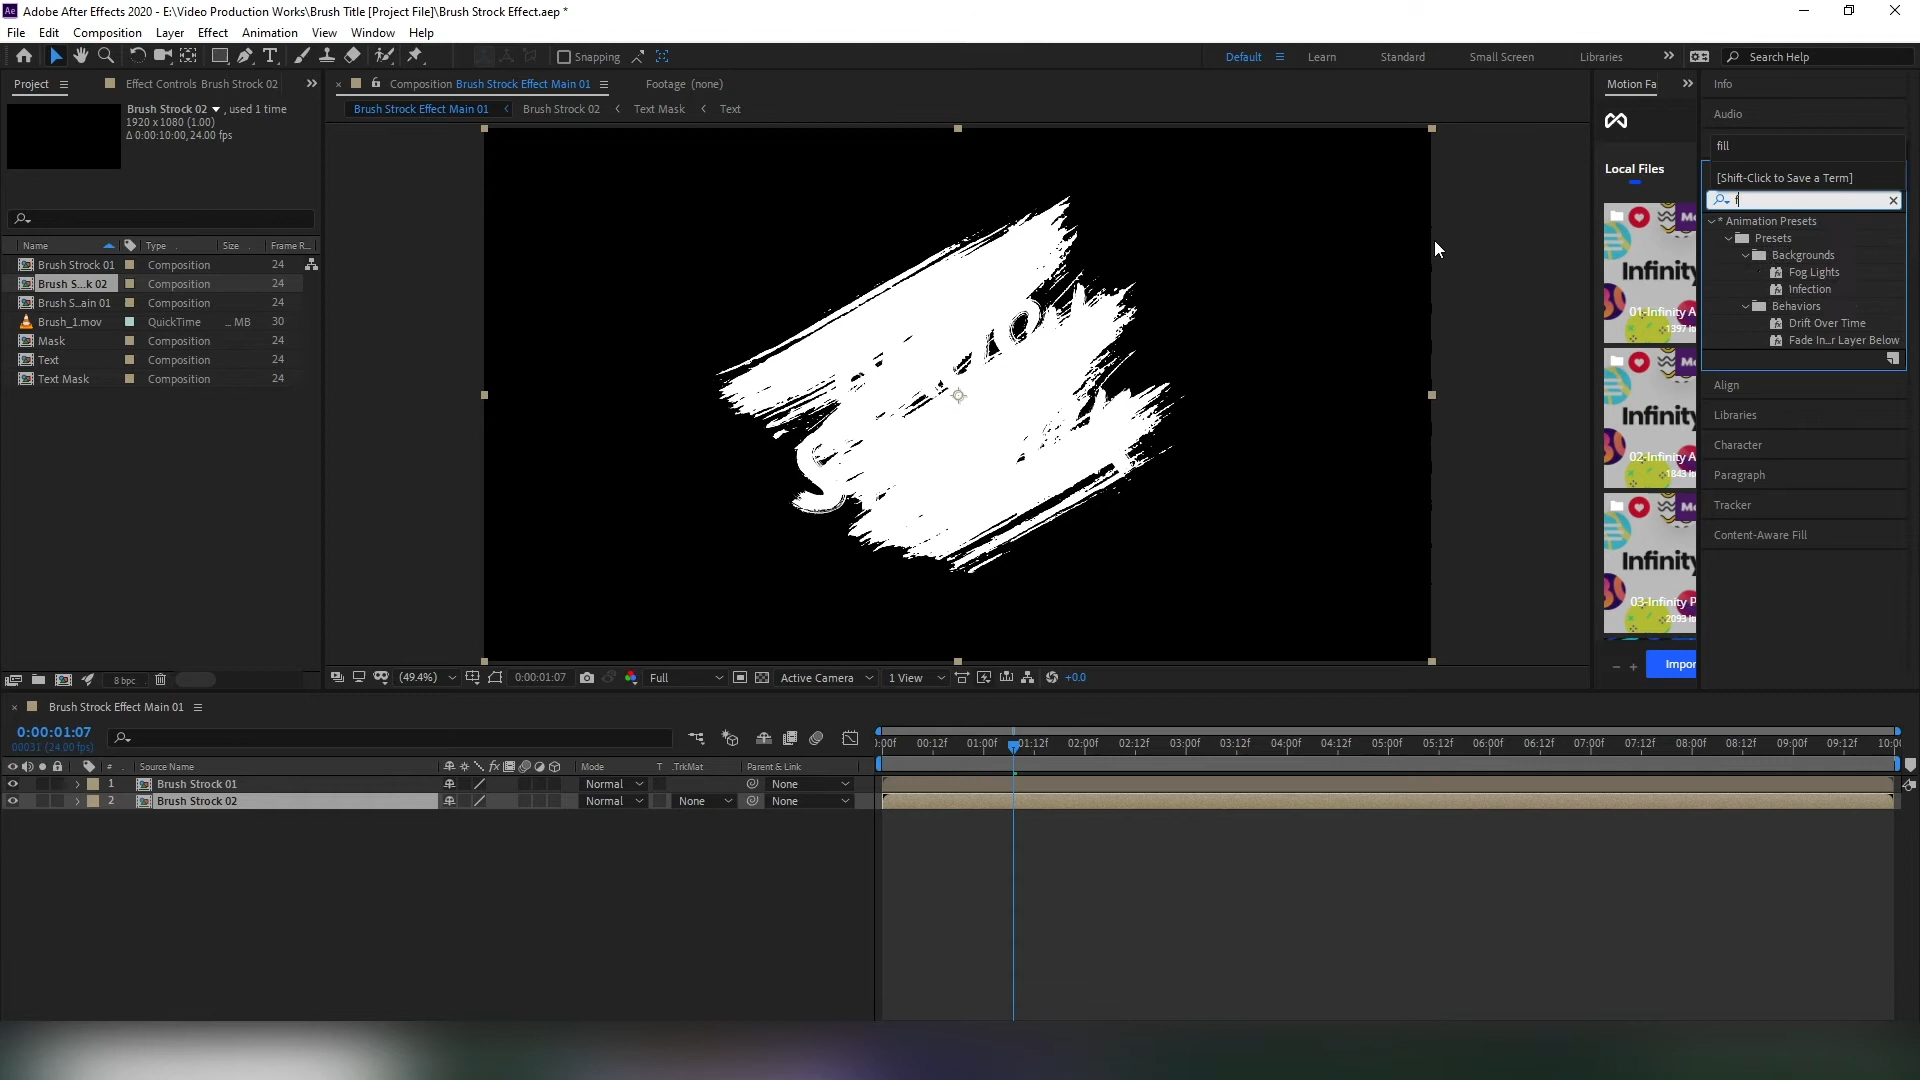 Adobe After Effects 2020 - E:\Video Production Works\Brush Title [Project File]\Brush Strock Effect.aep *
File Edit Composition Layer Effect Animation View Window Help
Snapping
Default Learn Standard Small Screen Libraries
Search Help
Project
Effect Controls Brush Strock 02
Composition Brush Strock Effect Main 01
Footage (none)
Brush Strock Effect Main 01 Brush Strock 02 Text Mask Text
Brush Strock 02 , used 1 time
1920 x 1080 (1.00)
Δ 0:00:10:00, 24.00 fps
Name Type Size Frame R...
Brush Strock 01 Composition 24
Brush S...k 02 Composition 24
Brush S...ain 01 Composition 24
Brush_1.mov QuickTime ... MB 30
Mask Composition 24
Text Composition 24
Text Mask Composition 24
8 bpc
(49.4%) 0:00:01:07 Full Active Camera 1 View +0.0
Motion Fa
Local Files
Infinity
01-Infinity A
1397
Infinity
02-Infinity A
1843
Infinity
03-Infinity P
2093
Impor
Info
Audio
fill
[Shift-Click to Save a Term]
f
* Animation Presets
Presets
Backgrounds
Fog Lights
Infection
Behaviors
Drift Over Time
Fade In...r Layer Below
Align
Libraries
Character
Paragraph
Tracker
Content-Aware Fill
Brush Strock Effect Main 01
0:00:01:07
00031 (24.00 fps)
# Source Name Mode T .TrkMat Parent & Link
1 Brush Strock 01 Normal None
2 Brush Strock 02 Normal None None
:00f 00:12f 01:00f 01:12f 02:00f 02:12f 03:00f 03:12f 04:00f 04:12f 05:00f 05:12f 06:00f 06:12f 07:00f 07:12f 08:00f 08:12f 09:00f 09:12f 10:0